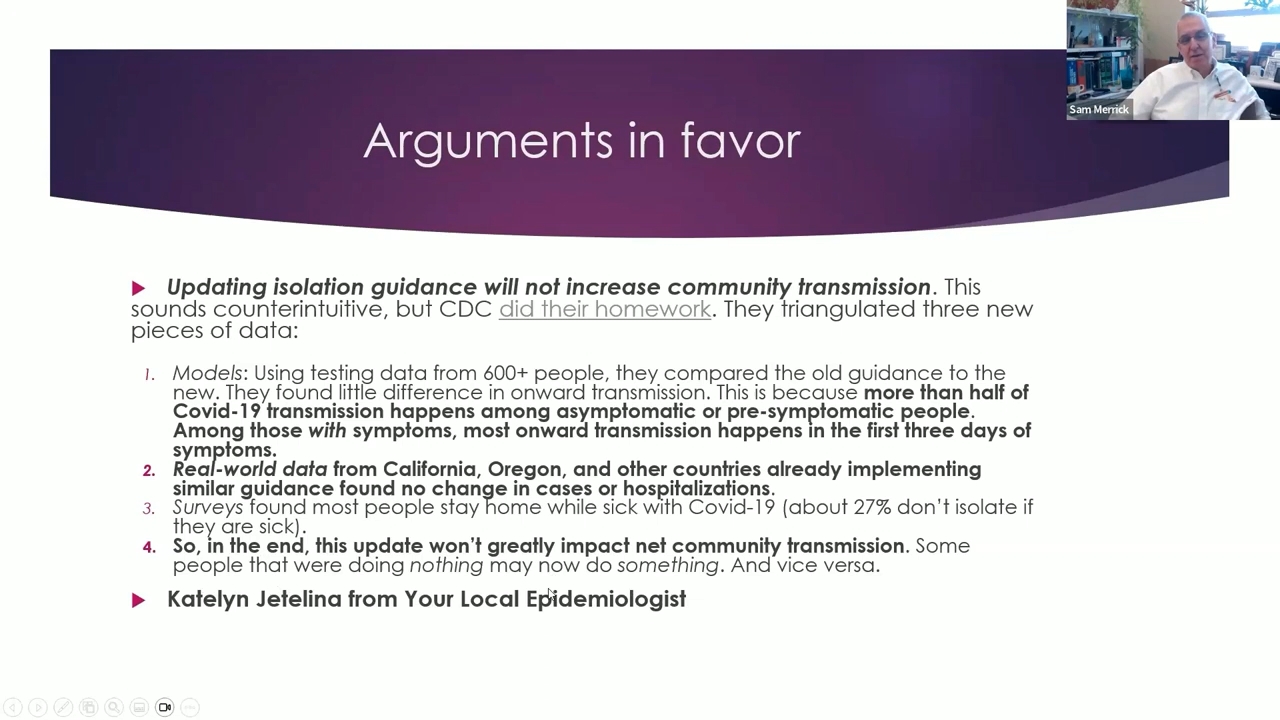 Sam Merrick
Arguments in favor
Updating isolation guidance will not increase community transmission. This
sounds counterintuitive, but CDC did their homework. They triangulated three new
pieces of data:
1. Models: Using testing data from 600+ people, they compared the old guidance to the
new. They found little difference in onward transmission. This is because more than half of
Covid-19 transmission happens among asymptomatic or pre-symptomatic people.
Among those with symptoms, most onward transmission happens in the first three days of
symptoms.
2. Real-world data from California, Oregon, and other countries already implementing
similar guidance found no change in cases or hospitalizations.
3. Surveys found most people stay home while sick with Covid-19 (about 27% don't isolate if
they are sick).
4. So, in the end, this update won't greatly impact net community transmission. Some
people that were doing nothing may now do something. And vice versa.
Katelyn Jetelina from Your Local Epidemiologist